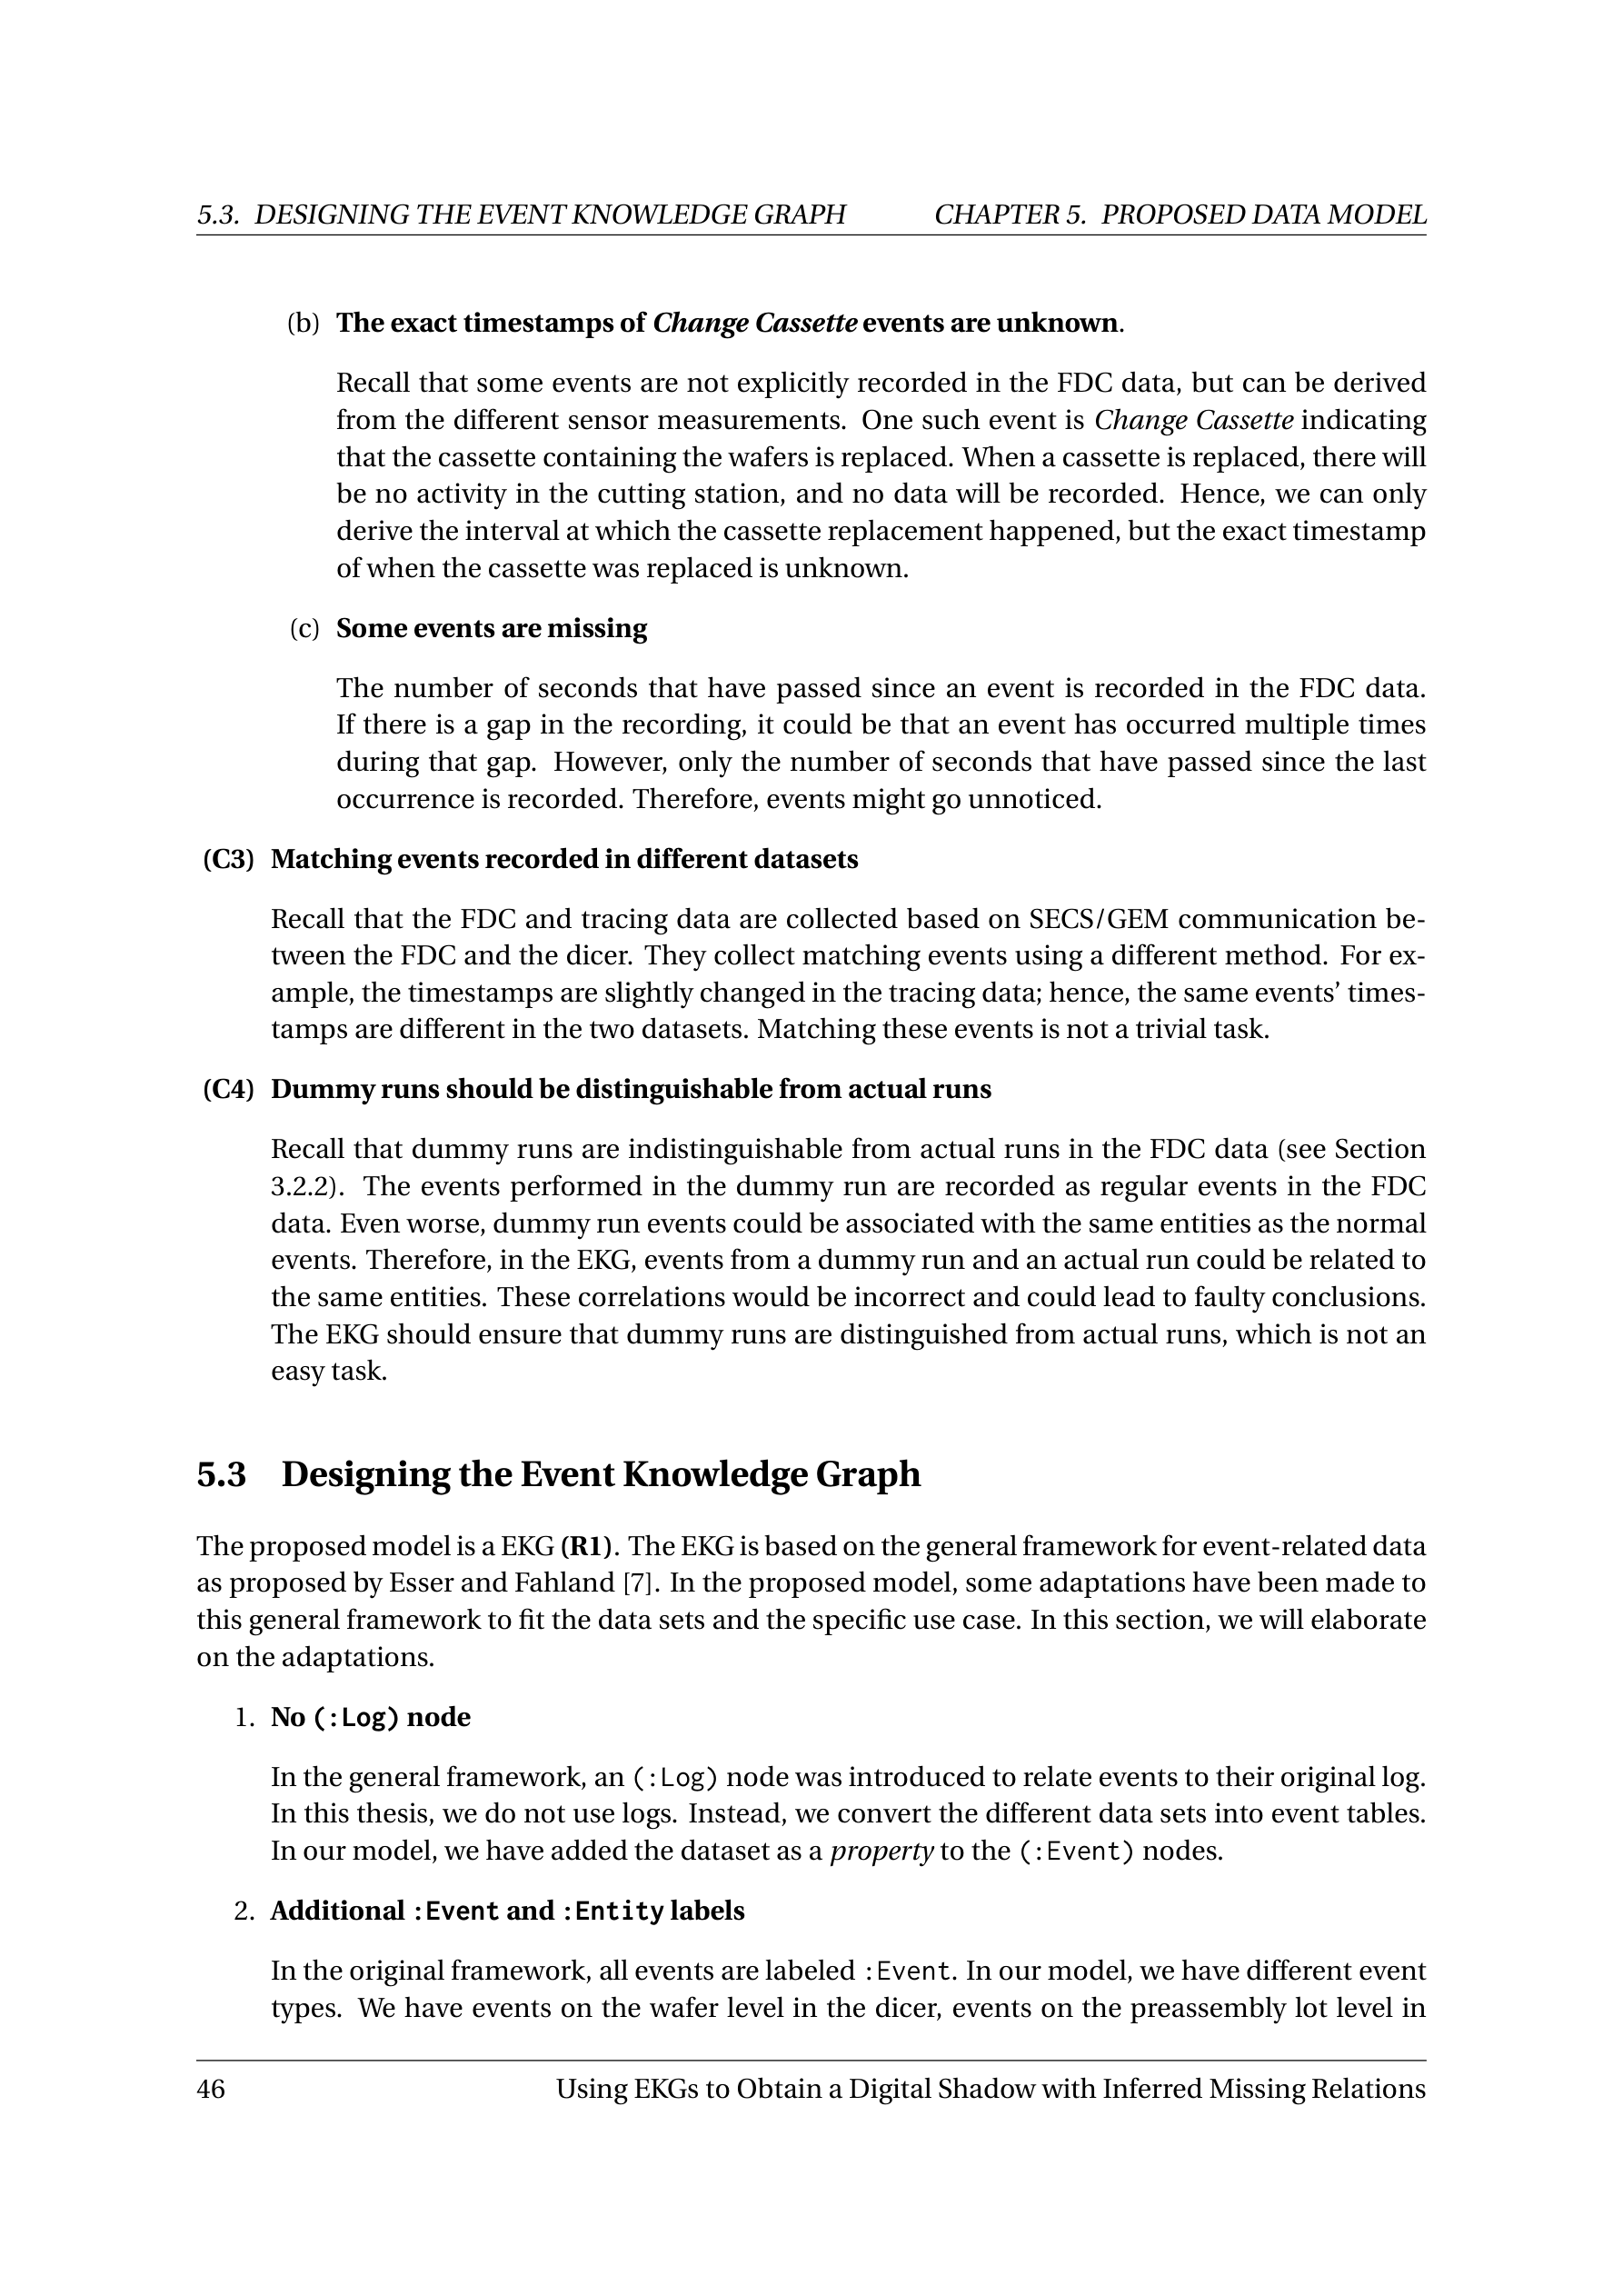 5.3. DESIGNING THE EVENT KNOWLEDGE GRAPH CHAPTER 5. PROPOSED DATA MODEL
(b) The exact timestamps of Change Cassette events are unknown.
Recall that some events are not explicitly recorded in the FDC data, but can be derived
from the different sensor measurements. One such event is Change Cassette indicating
that the cassette containing the wafers is replaced. When a cassette is replaced, there will
be no activity in the cutting station, and no data will be recorded. Hence, we can only
derive the interval at which the cassette replacement happened, but the exact timestamp
of when the cassette was replaced is unknown.
(c) Some events are missing
The number of seconds that have passed since an event is recorded in the FDC data.
If there is a gap in the recording, it could be that an event has occurred multiple times
during that gap. However, only the number of seconds that have passed since the last
occurrence is recorded. Therefore, events might go unnoticed.
(C3) Matching events recorded in different datasets
Recall that the FDC and tracing data are collected based on SECS/GEM communication be-
tween the FDC and the dicer. They collect matching events using a different method. For ex-
ample, the timestamps are slightly changed in the tracing data; hence, the same events’ times-
tamps are different in the two datasets. Matching these events is not a trivial task.
(C4) Dummy runs should be distinguishable from actual runs
Recall that dummy runs are indistinguishable from actual runs in the FDC data (see Section
3.2.2). The events performed in the dummy run are recorded as regular events in the FDC
data. Even worse, dummy run events could be associated with the same entities as the normal
events. Therefore, in the EKG, events from a dummy run and an actual run could be related to
the same entities. These correlations would be incorrect and could lead to faulty conclusions.
The EKG should ensure that dummy runs are distinguished from actual runs, which is not an
easy task.
5.3 Designing the Event Knowledge Graph
The proposed model is a EKG (R1). The EKG is based on the general framework for event-related data
as proposed by Esser and Fahland [7]. In the proposed model, some adaptations have been made to
this general framework to fit the data sets and the specific use case. In this section, we will elaborate
on the adaptations.
1. No (:Log) node
In the general framework, an (:Log) node was introduced to relate events to their original log.
In this thesis, we do not use logs. Instead, we convert the different data sets into event tables.
In our model, we have added the dataset as a property to the (:Event) nodes.
2. Additional :Event and :Entity labels
In the original framework, all events are labeled :Event. In our model, we have different event
types. We have events on the wafer level in the dicer, events on the preassembly lot level in
46 Using EKGs to Obtain a Digital Shadow with Inferred Missing Relations